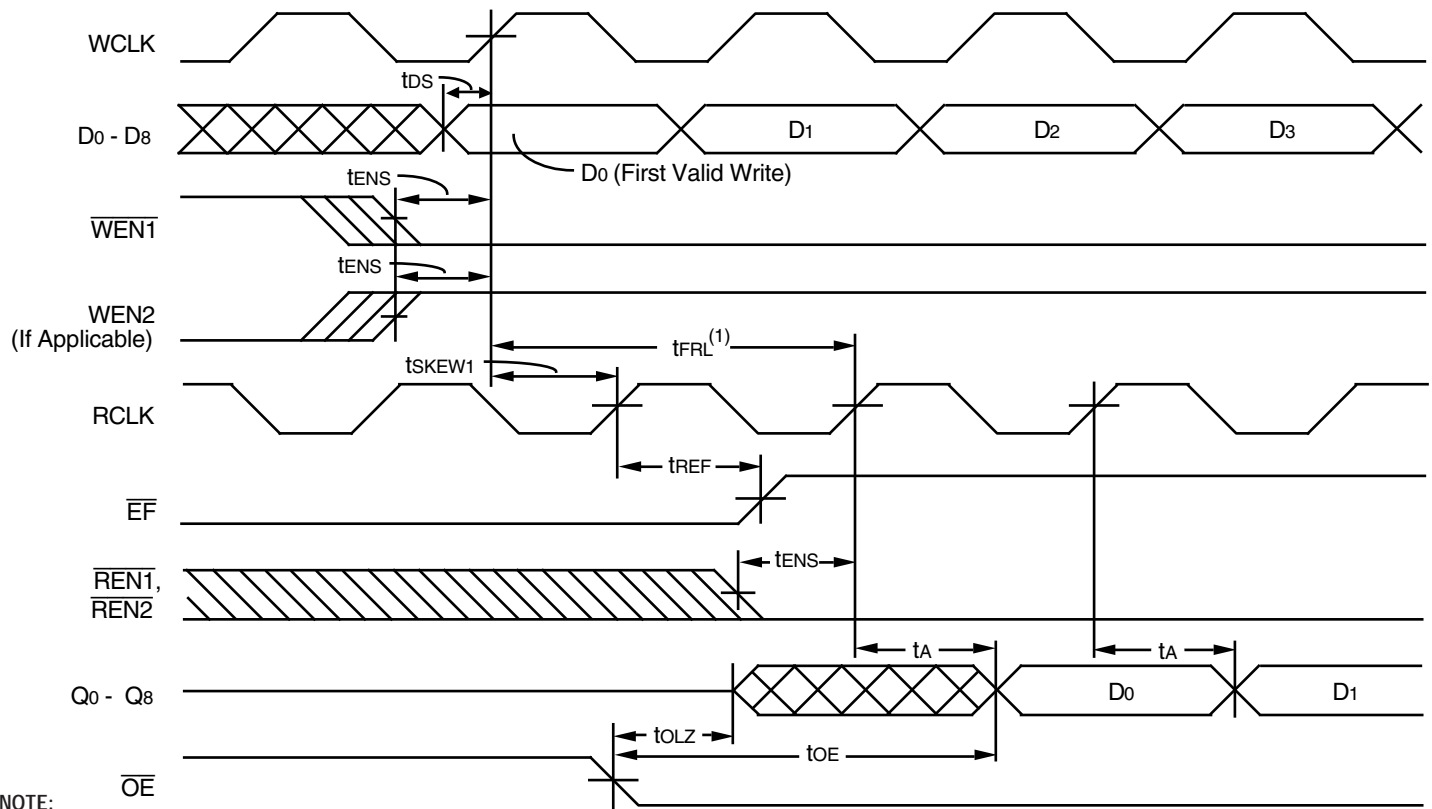 WCLK
tDS
D0 - D8
D1
D2
D3
D0 (First Valid Write)
tENS
WEN1
tENS
WEN2
(If Applicable)
tFRL(1)
tSKEW1
RCLK
tREF
EF
tENS
REN1,
REN2
tA
tA
Q0 - Q8
D0
D1
tOLZ
tOE
OE
NOTE: